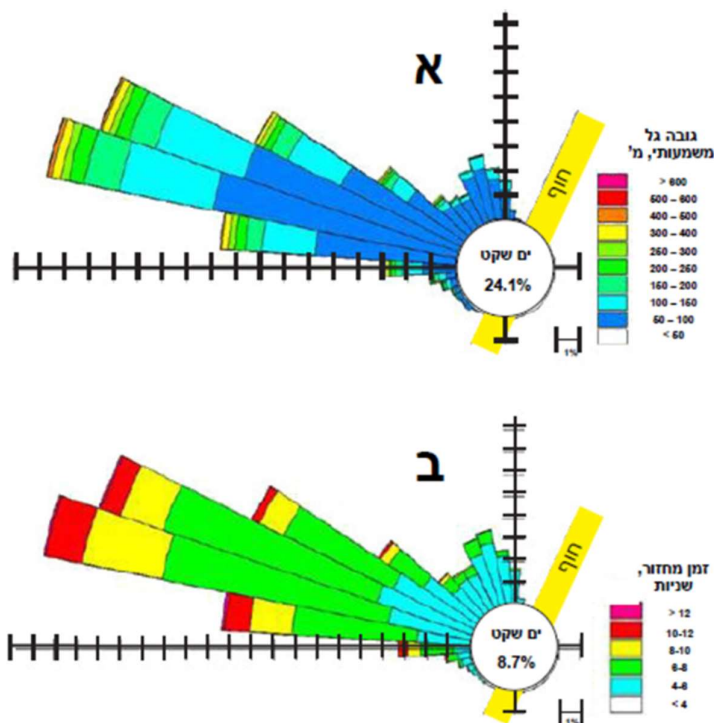 א
חוף
ים שקט
24.1%
1%
גובה גל
משמעותי, מ'
> 600
500 – 600
400 – 500
300 – 400
250 – 300
200 – 250
150 – 200
100 – 150
50 – 100
< 50
ב
חוף
ים שקט
8.7%
1%
זמן מחזור,
שניות
> 12
10-12
8-10
6-8
4-6
< 4